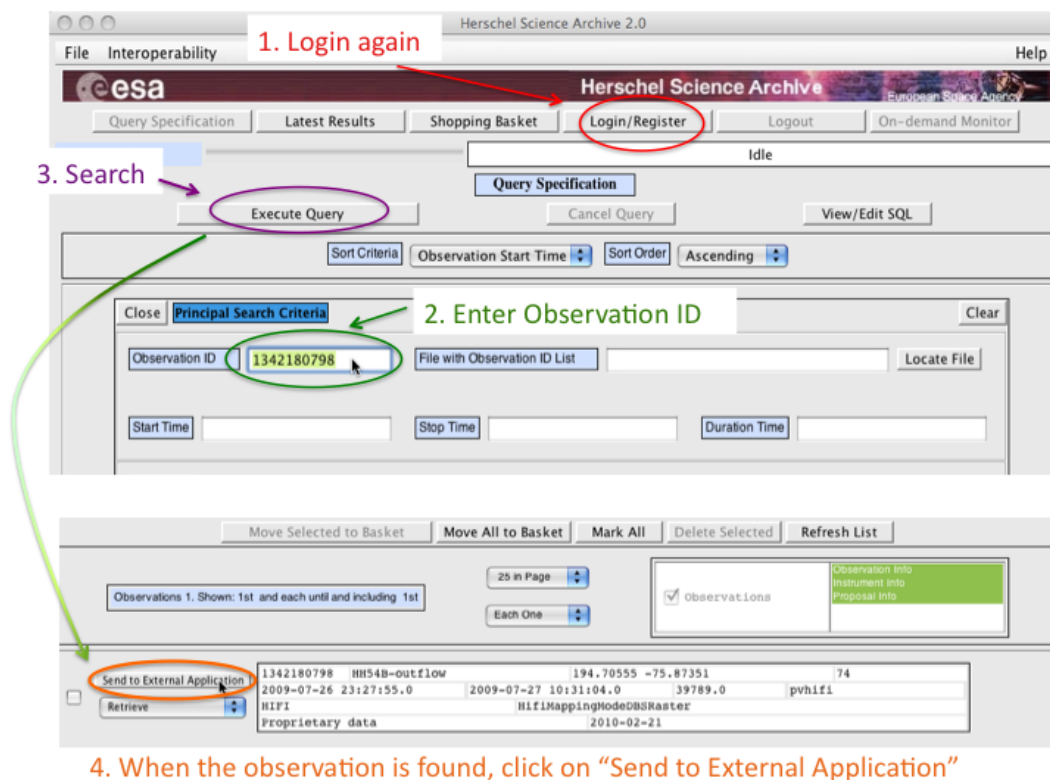 Herschel Science Archive 2.0
File Interoperability Help
1. Login again
esa Herschel Science Archive European Space Agency
Query Specification Latest Results Shopping Basket Login/Register Logout On-demand Monitor
Idle
3. Search
Query Specification
Execute Query Cancel Query View/Edit SQL
Sort Criteria Observation Start Time Sort Order Ascending
Close Principal Search Criteria 2. Enter Observation ID Clear
Observation ID 1342180798 File with Observation ID List Locate File
Start Time Stop Time Duration Time
Move Selected to Basket Move All to Basket Mark All Delete Selected Refresh List
25 in Page
Observations 1. Shown: 1st and each until and including 1st
Each One
Observations
Observation Info
Instrument Info
Proposal Info
Send to External Application
Retrieve
1342180798 HH54B-outflow 194.70555 -75.87351 74
2009-07-26 23:27:55.0 2009-07-27 10:31:04.0 39789.0 pvhifi
HIFI HifiMappingModeDBSRaster
Proprietary data 2010-02-21
4. When the observation is found, click on “Send to External Application”